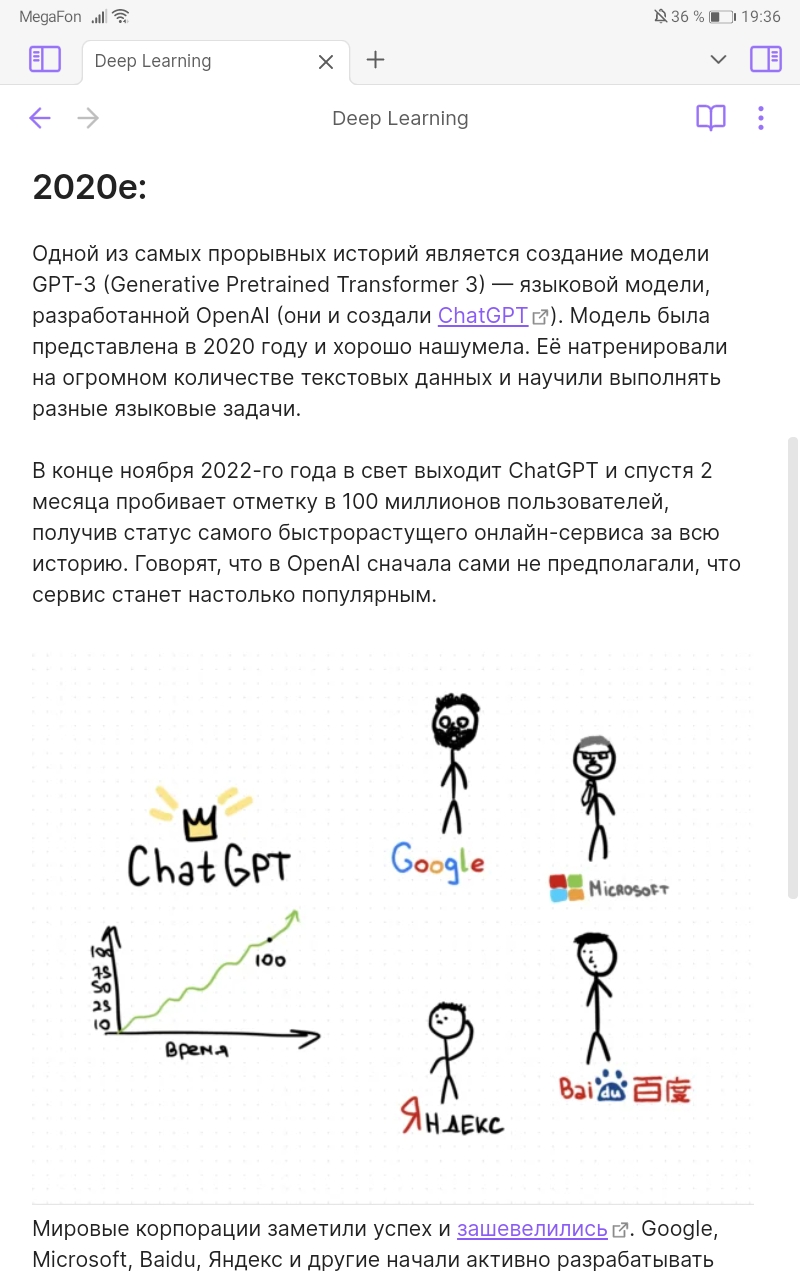 MegaFon 36 % 19:36
Deep Learning
Deep Learning
2020е:
Одной из самых прорывных историй является создание модели
GPT-3 (Generative Pretrained Transformer 3) — языковой модели,
разработанной OpenAI (они и создали ChatGPT). Модель была
представлена в 2020 году и хорошо нашумела. Её натренировали
на огромном количестве текстовых данных и научили выполнять
разные языковые задачи.
В конце ноября 2022-го года в свет выходит ChatGPT и спустя 2
месяца пробивает отметку в 100 миллионов пользователей,
получив статус самого быстрорастущего онлайн-сервиса за всю
историю. Говорят, что в OpenAI сначала сами не предполагали, что
сервис станет настолько популярным.
ChatGPT
Google
Microsoft
100
75
50
25
10
100
Время
Яндекс
Baidu百度
Мировые корпорации заметили успех и зашевелились. Google,
Microsoft, Baidu, Яндекс и другие начали активно разрабатывать